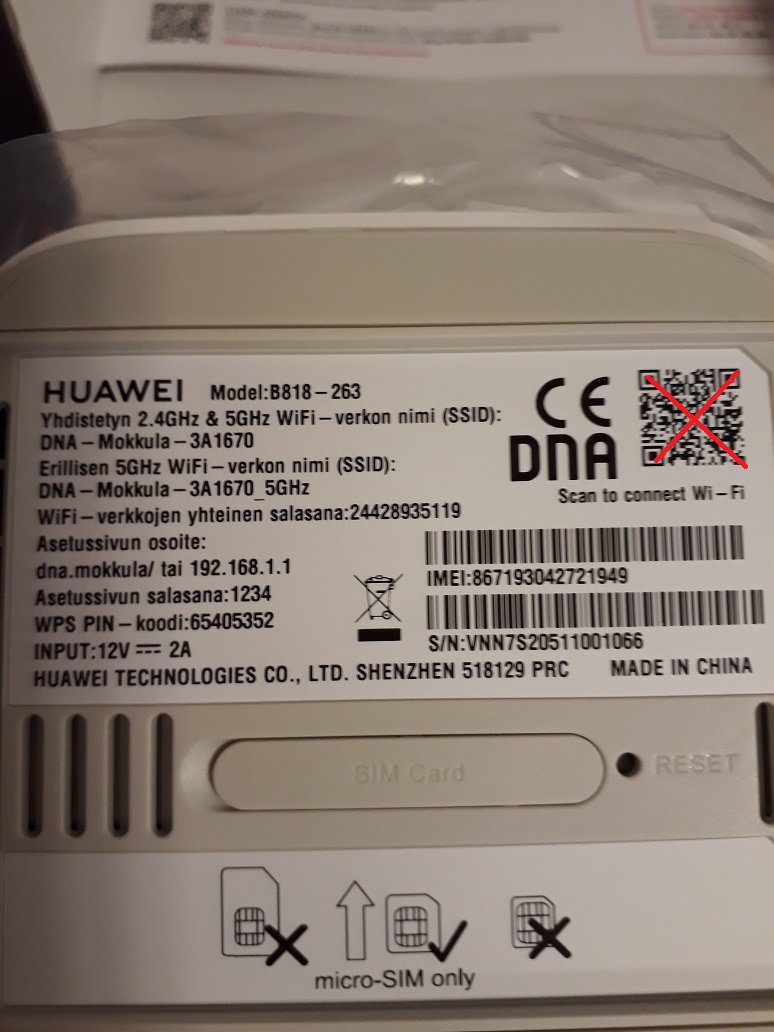 HUAWEI Model:B818-263
Yhdistetyn 2.4GHz & 5GHz WiFi-verkon nimi (SSID):
DNA-Mokkula-3A1670
Erillisen 5GHz WiFi-verkon nimi (SSID):
DNA-Mokkula-3A1670_5GHz
WiFi-verkkojen yhteinen salasana:24428935119
Asetussivun osoite:
dna.mokkula/ tai 192.168.1.1
Asetussivun salasana:1234
WPS PIN-koodi:65405352
INPUT:12V ⎓ 2A
CE
DNA
Scan to connect Wi-Fi
IMEI:867193042721949
S/N:VNN7S20511001066
HUAWEI TECHNOLOGIES CO., LTD. SHENZHEN 518129 PRC MADE IN CHINA
SIM Card
RESET
micro-SIM only